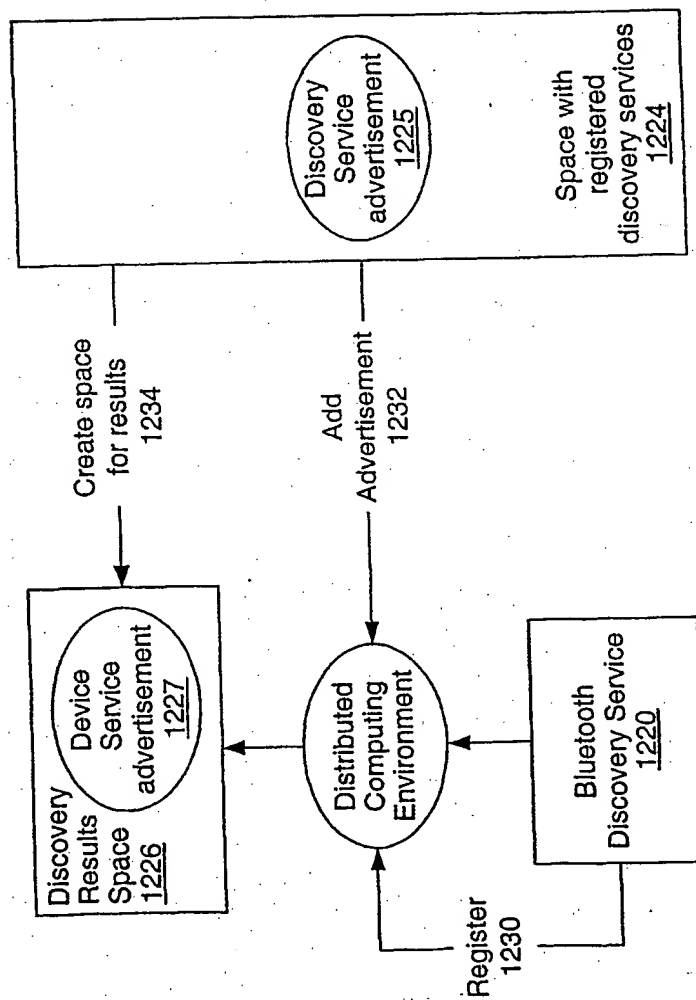 Discovery
Results
Space
1226
Device
Service
advertisement
1227
Create space
for results
1234
Discovery
Service
advertisement
1225
Space with
registered
discovery services
1224
Add
Advertisement
1232
Distributed
Computing
Environment
Register
1230
Bluetooth
Discovery Service
1220